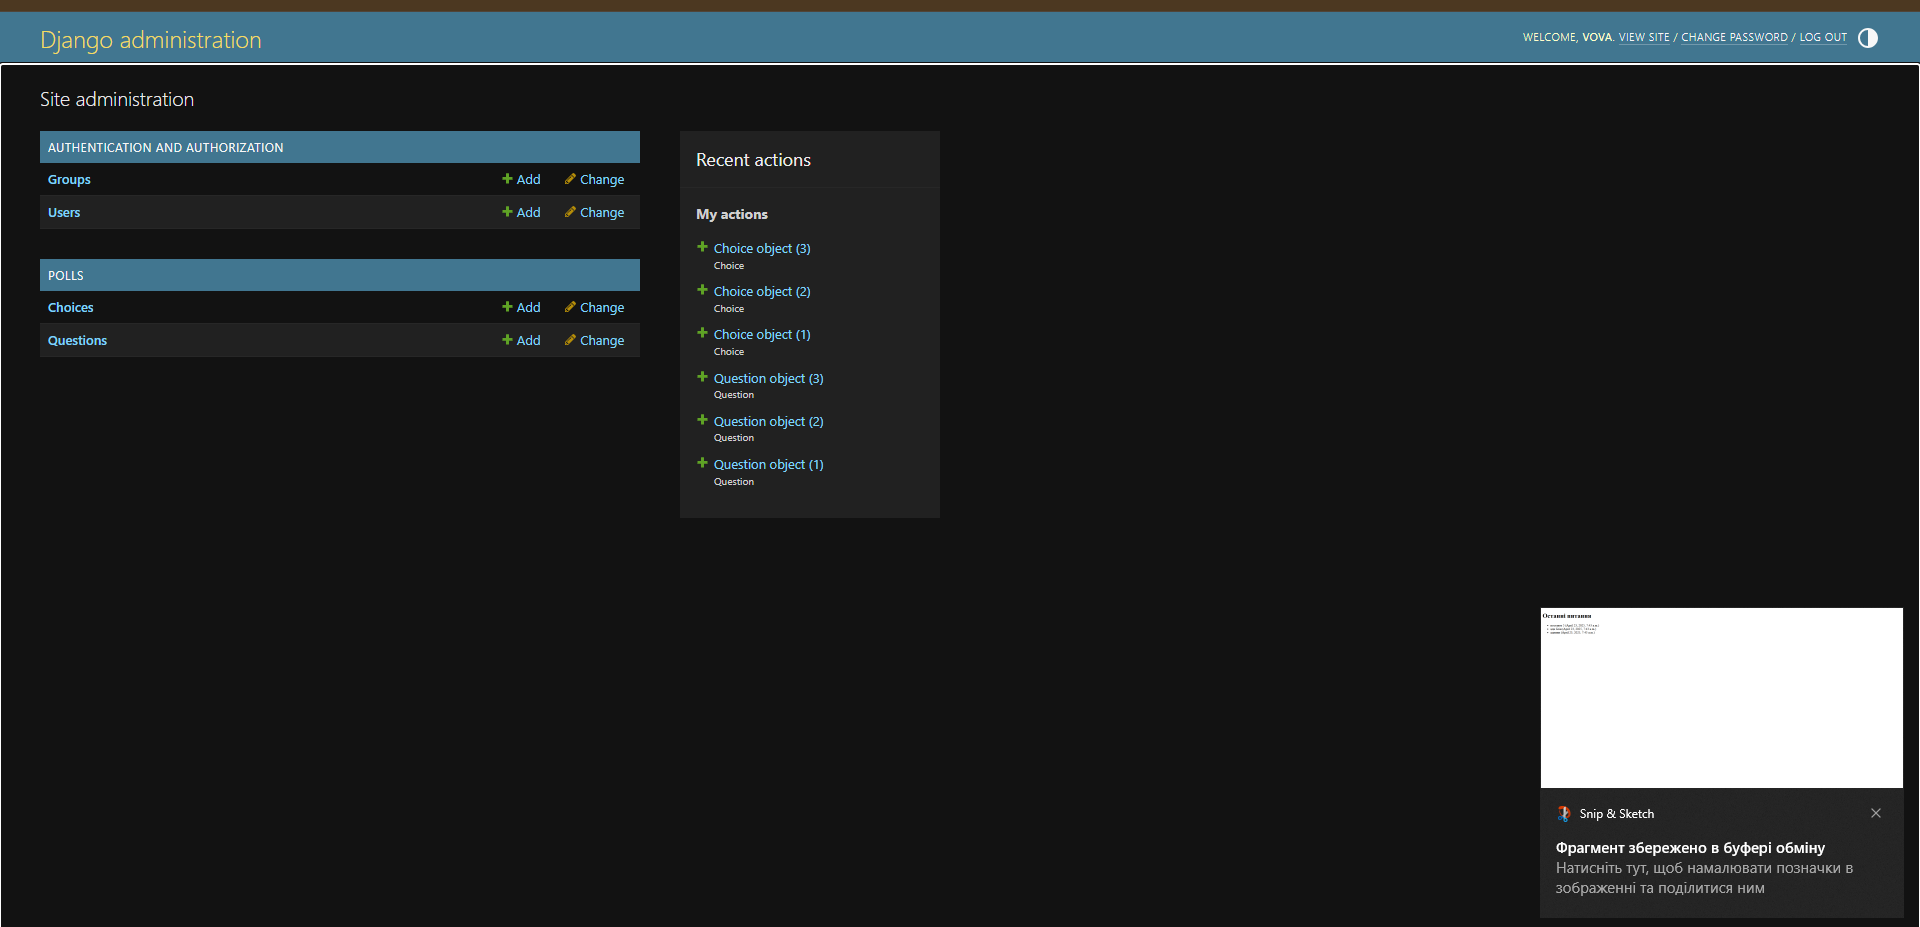 Django administration
WELCOME, VOVA. VIEW SITE / CHANGE PASSWORD / LOG OUT
Site administration
AUTHENTICATION AND AUTHORIZATION
Groups Add Change
Users Add Change
POLLS
Choices Add Change
Questions Add Change
Recent actions
My actions
Choice object (3)
Choice
Choice object (2)
Choice
Choice object (1)
Choice
Question object (3)
Question
Question object (2)
Question
Question object (1)
Question
Останні питання
Snip & Sketch
Фрагмент збережено в буфері обміну
Натисніть тут, щоб намалювати позначки в
зображенні та поділитися ним